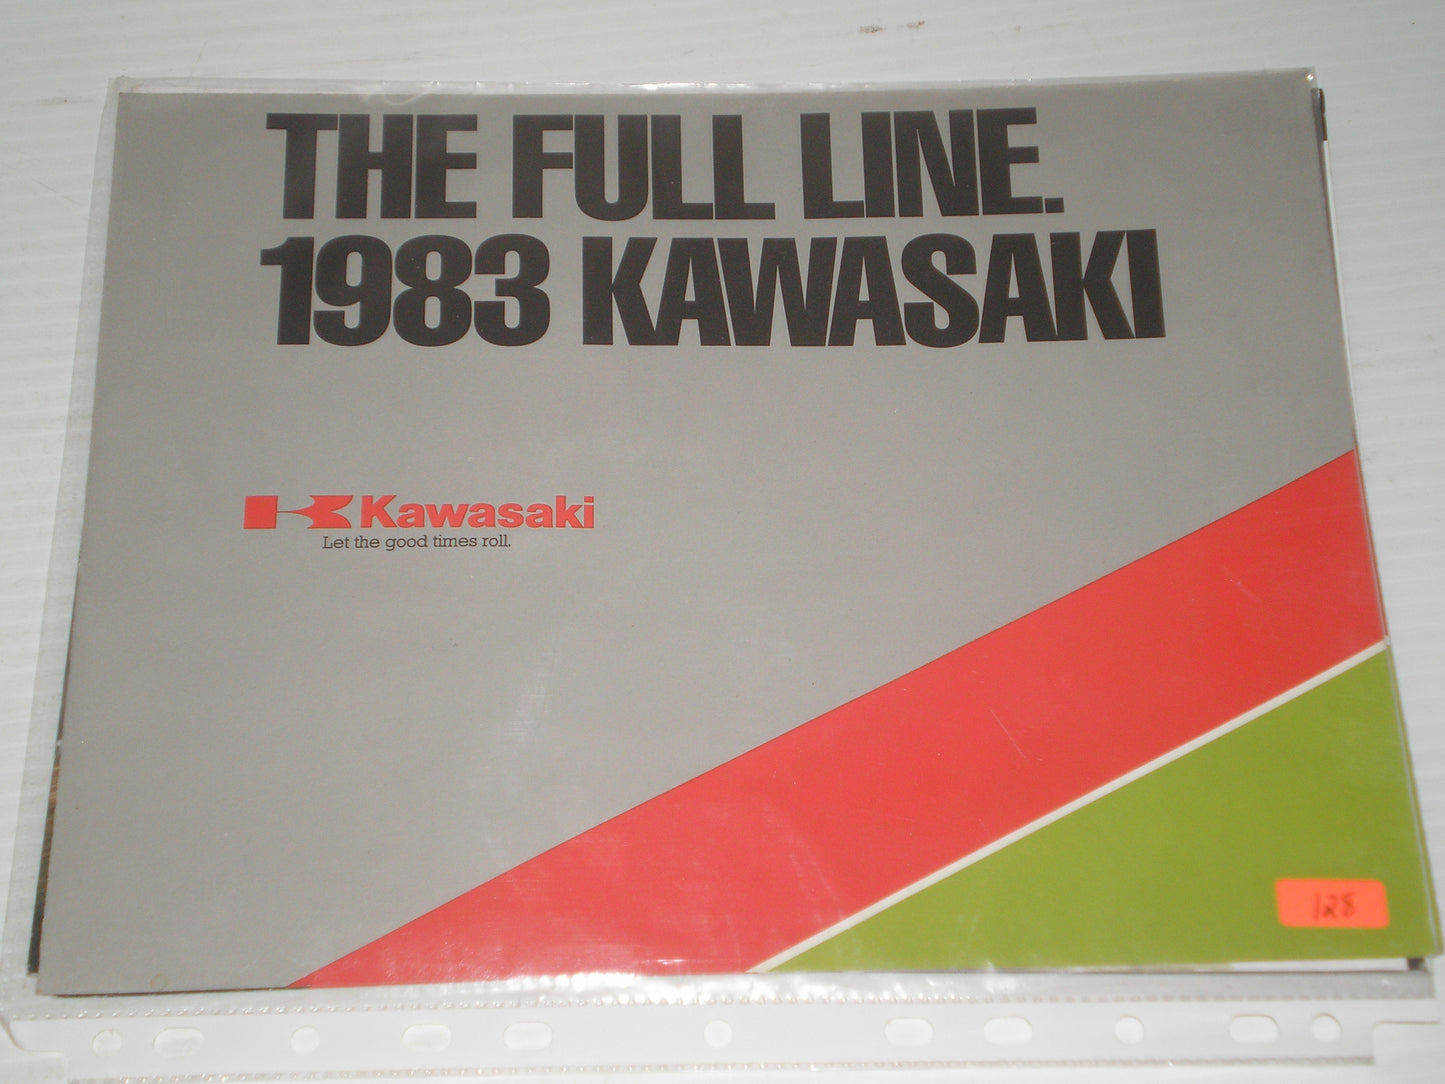 THE FULL LINE.
1983 KAWASAKI
Kawasaki
Let the good times roll.
128